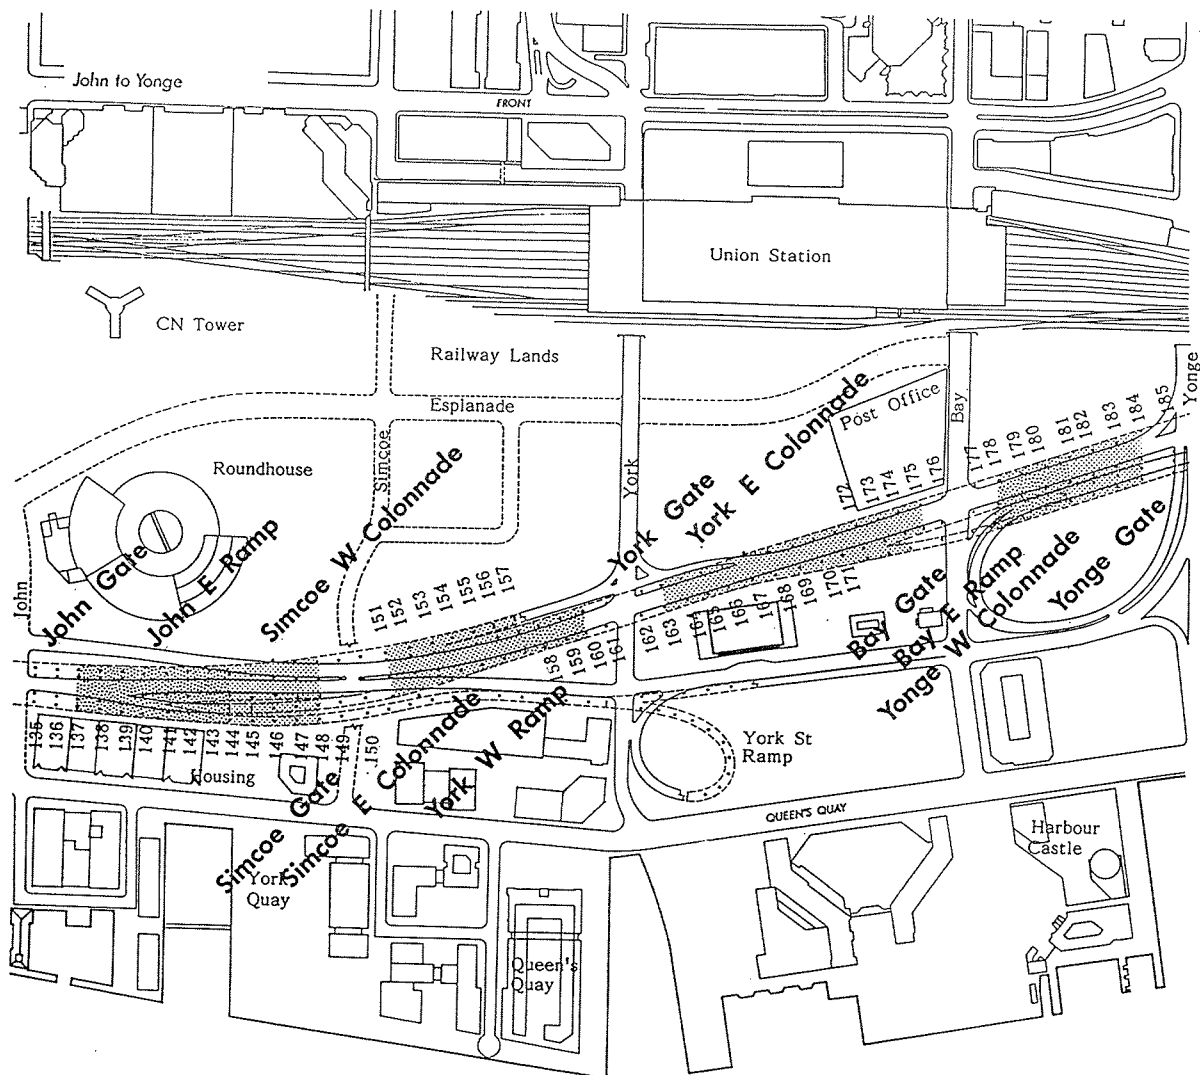 John to Yonge
FRONT
Union Station
CN Tower
Railway Lands
Esplanade
Post Office
Bay
Yonge
Roundhouse
Simcoe
York
John
John Gate
John E Ramp
Simcoe W Colonnade
York Gate
York E Colonnade
151
152
153
154
155
156
157
172
173
174
175
176
177
178
179
180
181
182
183
184
185
158
159
160
161
162
163
164
165
166
167
168
169
170
171
Bay Gate
Bay E Ramp
Yonge W Colonnade
Yonge Gate
135
136
137
138
139
140
141
142
143
144
145
146
147
148
149
150
Housing
Simcoe Gate
Simcoe E Colonnade
York W Ramp
York St
Ramp
QUEEN'S QUAY
Harbour
Castle
York
Quay
Queen's
Quay